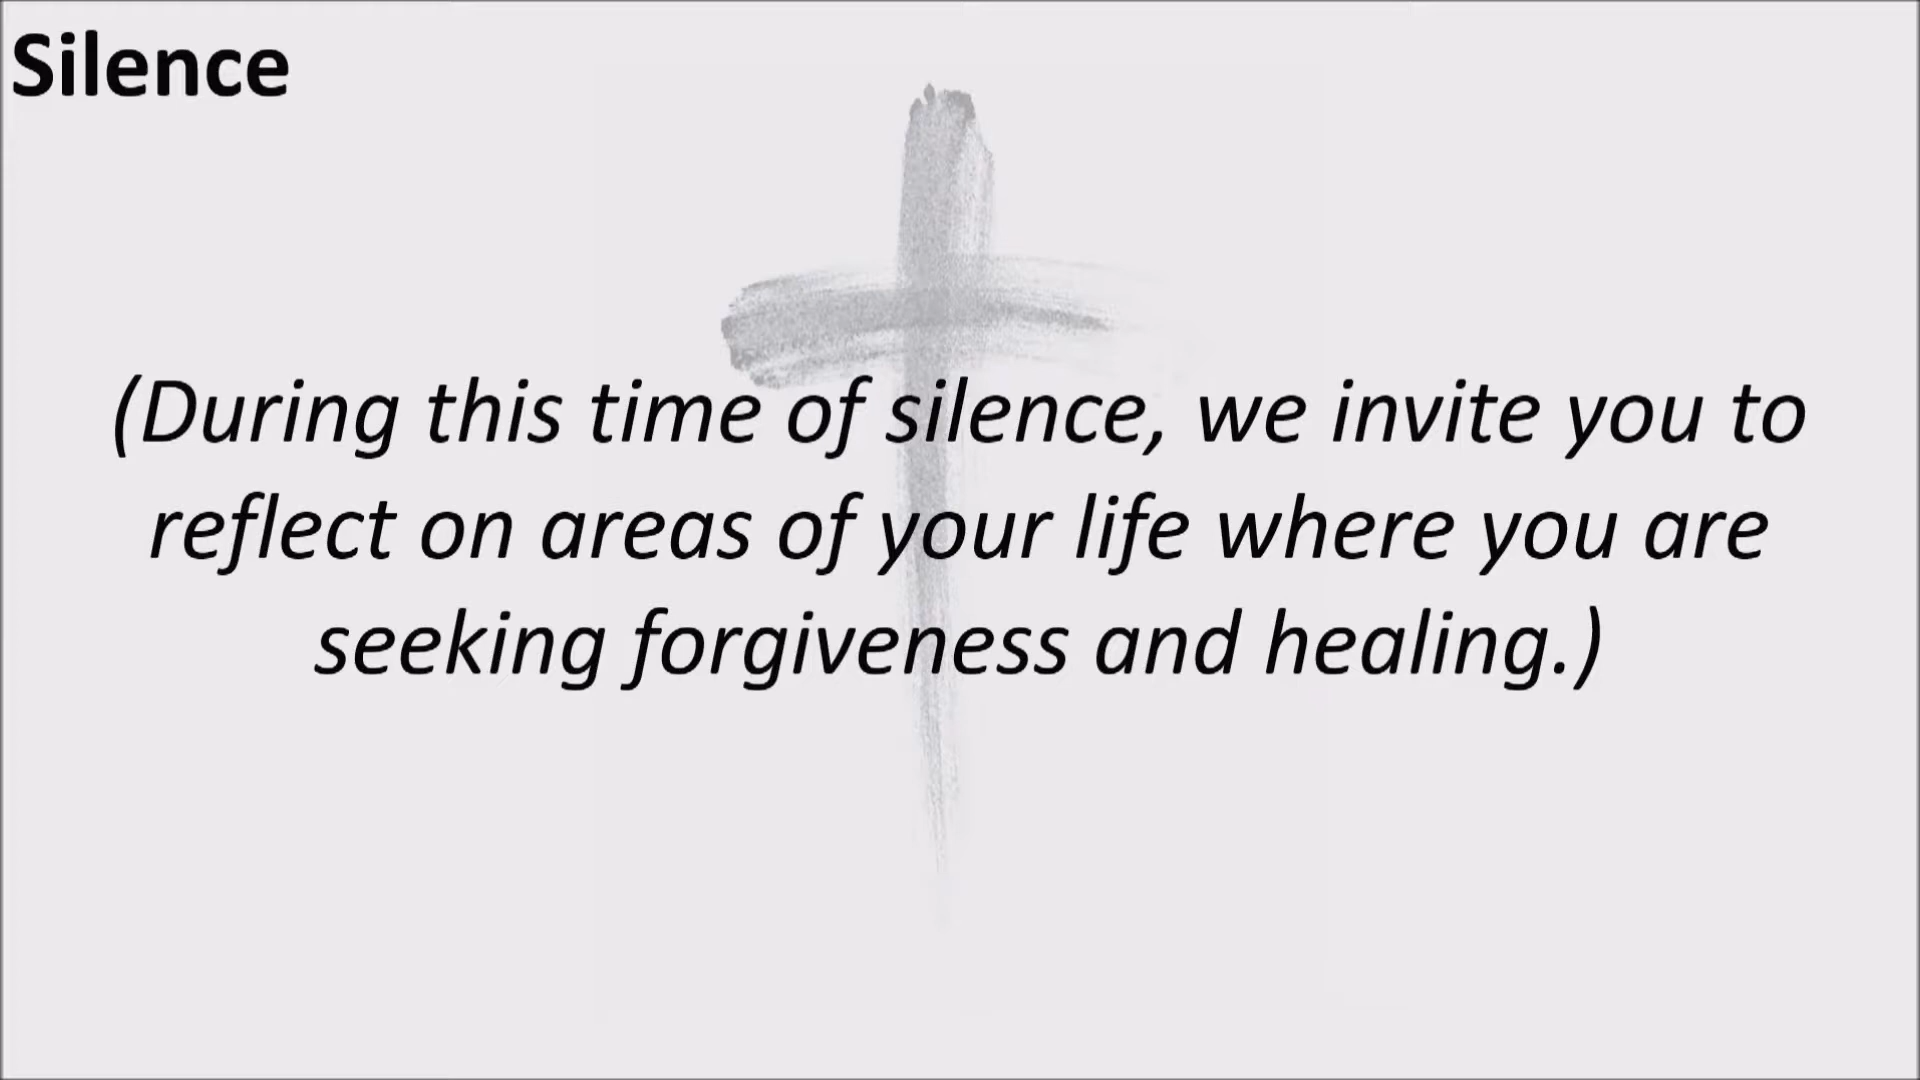 Silence
(During this time of silence, we invite you to
reflect on areas of your life where you are
seeking forgiveness and healing.)